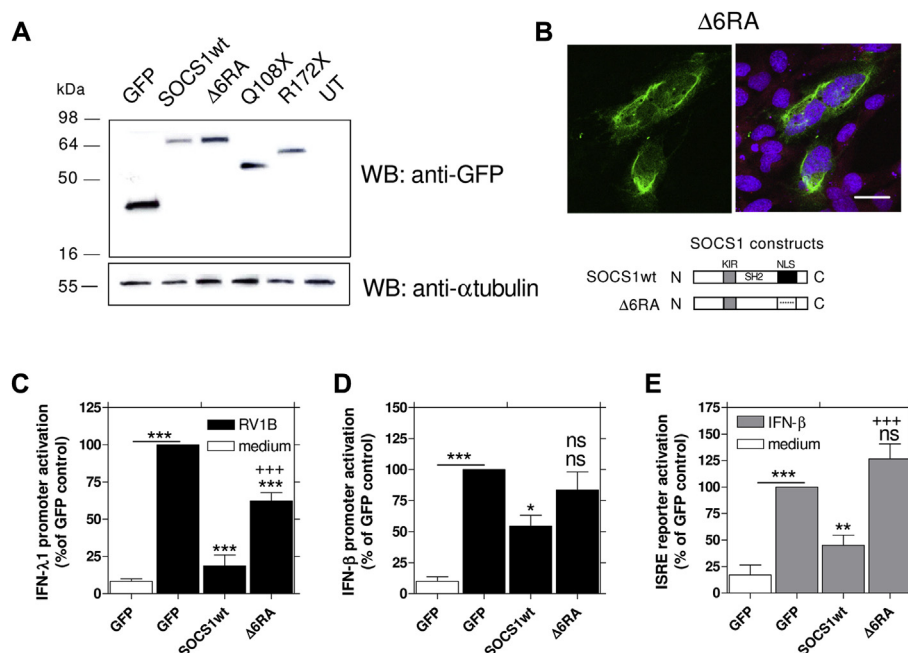 A
kDa
GFP
SOCS1wt
Δ6RA
Q108X
R172X
UT
98
64
50
16
WB: anti-GFP
55
WB: anti-αtubulin
B
Δ6RA
SOCS1 constructs
KIR
SH2
NLS
SOCS1wt N C
Δ6RA N C
C
IFN-λ1 promoter activation
(%of GFP control)
125
100
75
50
25
0
RV1B
medium
***
***
+++
***
GFP
GFP
SOCS1wt
Δ6RA
D
IFN-β promoter activation
(% of GFP control)
150
125
100
75
50
25
0
***
*
ns
ns
GFP
GFP
SOCS1wt
Δ6RA
E
ISRE reporter activation
(% of GFP control)
175
150
125
100
75
50
25
0
IFN-β
medium
***
**
+++
ns
GFP
GFP
SOCS1wt
Δ6RA